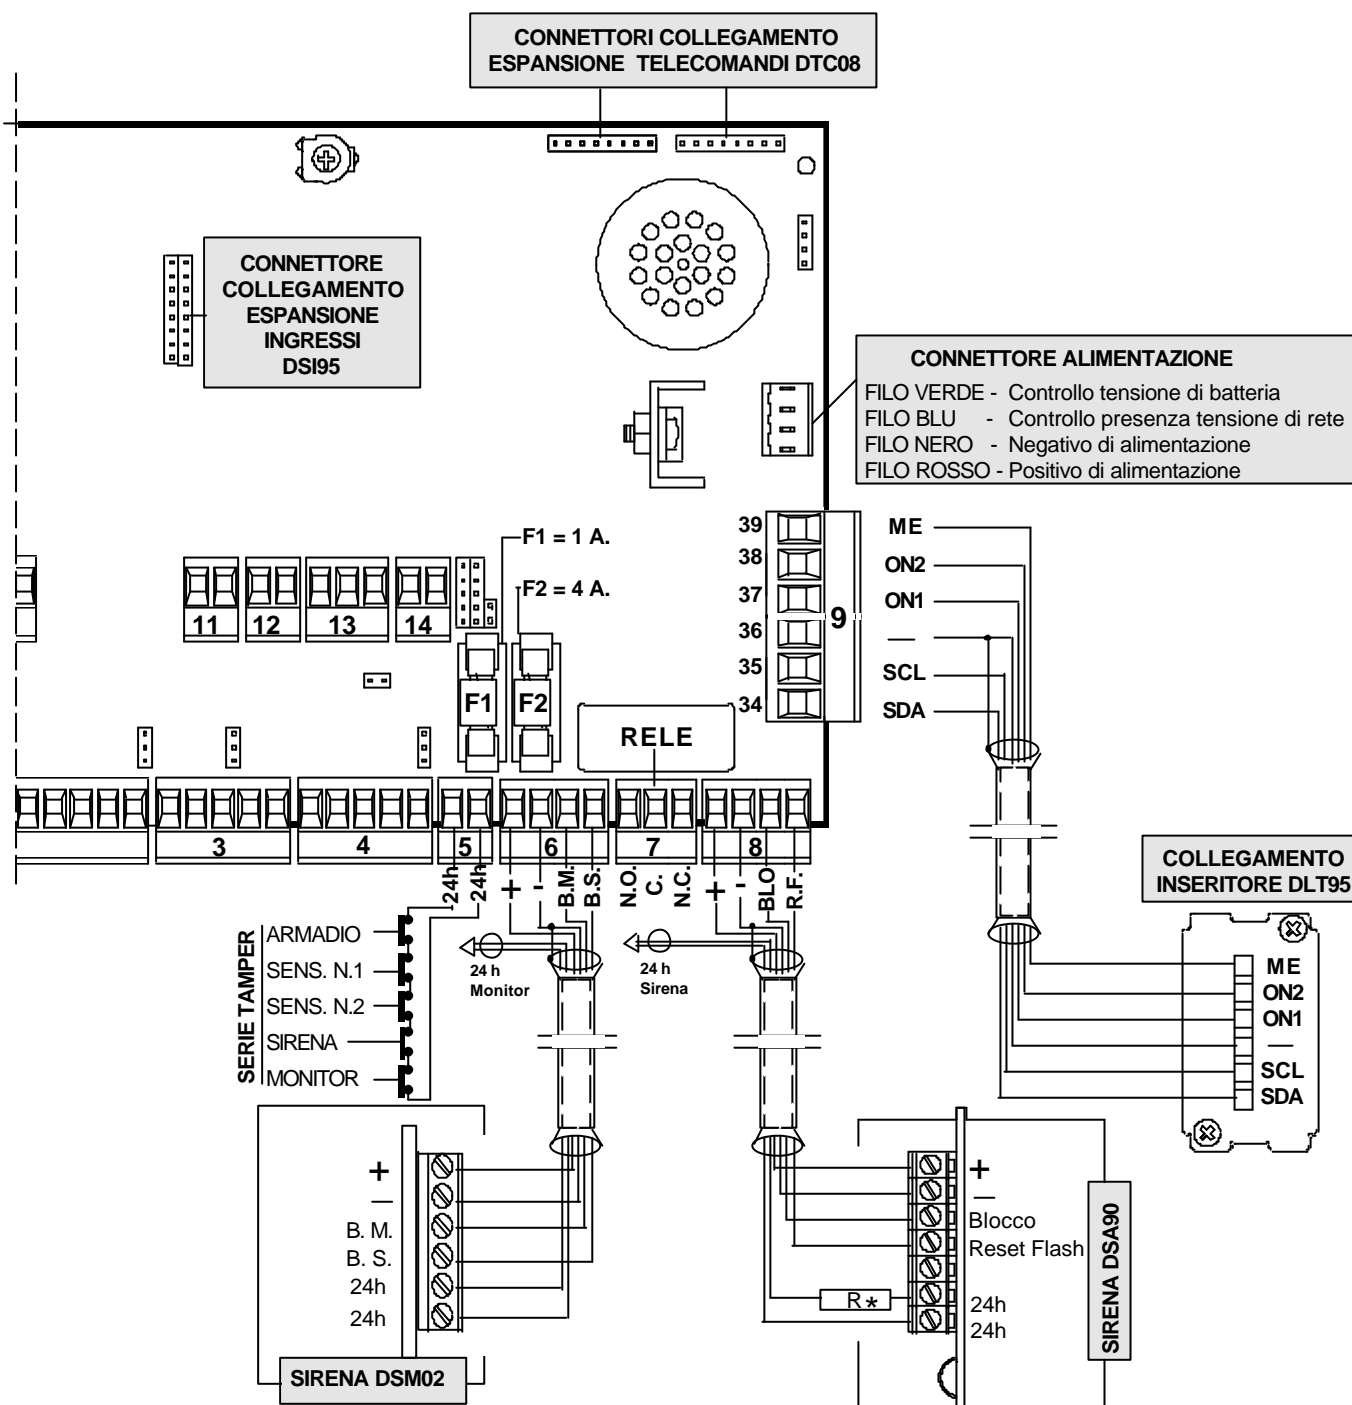 CONNETTORI COLLEGAMENTO
ESPANSIONE TELECOMANDI DTC08
CONNETTORE
COLLEGAMENTO
ESPANSIONE
INGRESSI
DSI95
CONNETTORE ALIMENTAZIONE
FILO VERDE - Controllo tensione di batteria
FILO BLU - Controllo presenza tensione di rete
FILO NERO - Negativo di alimentazione
FILO ROSSO - Positivo di alimentazione
F1 = 1 A.
F2 = 4 A.
39 ME
38 ON2
37 ON1
36 —
35 SCL
34 SDA
9
11 12 13 14
F1 F2
RELE
3 4 5 6 7 8
24h 24h + - B.M. B.S. N.O. C. N.C. + - BLO R.F.
SERIE TAMPER
ARMADIO
SENS. N.1
SENS. N.2
SIRENA
MONITOR
24 h
Monitor
24 h
Sirena
COLLEGAMENTO
INSERITORE DLT95
ME
ON2
ON1
—
SCL
SDA
+
—
B. M.
B. S.
24h
24h
SIRENA DSM02
R *
+
—
Blocco
Reset Flash
24h
24h
SIRENA DSA90